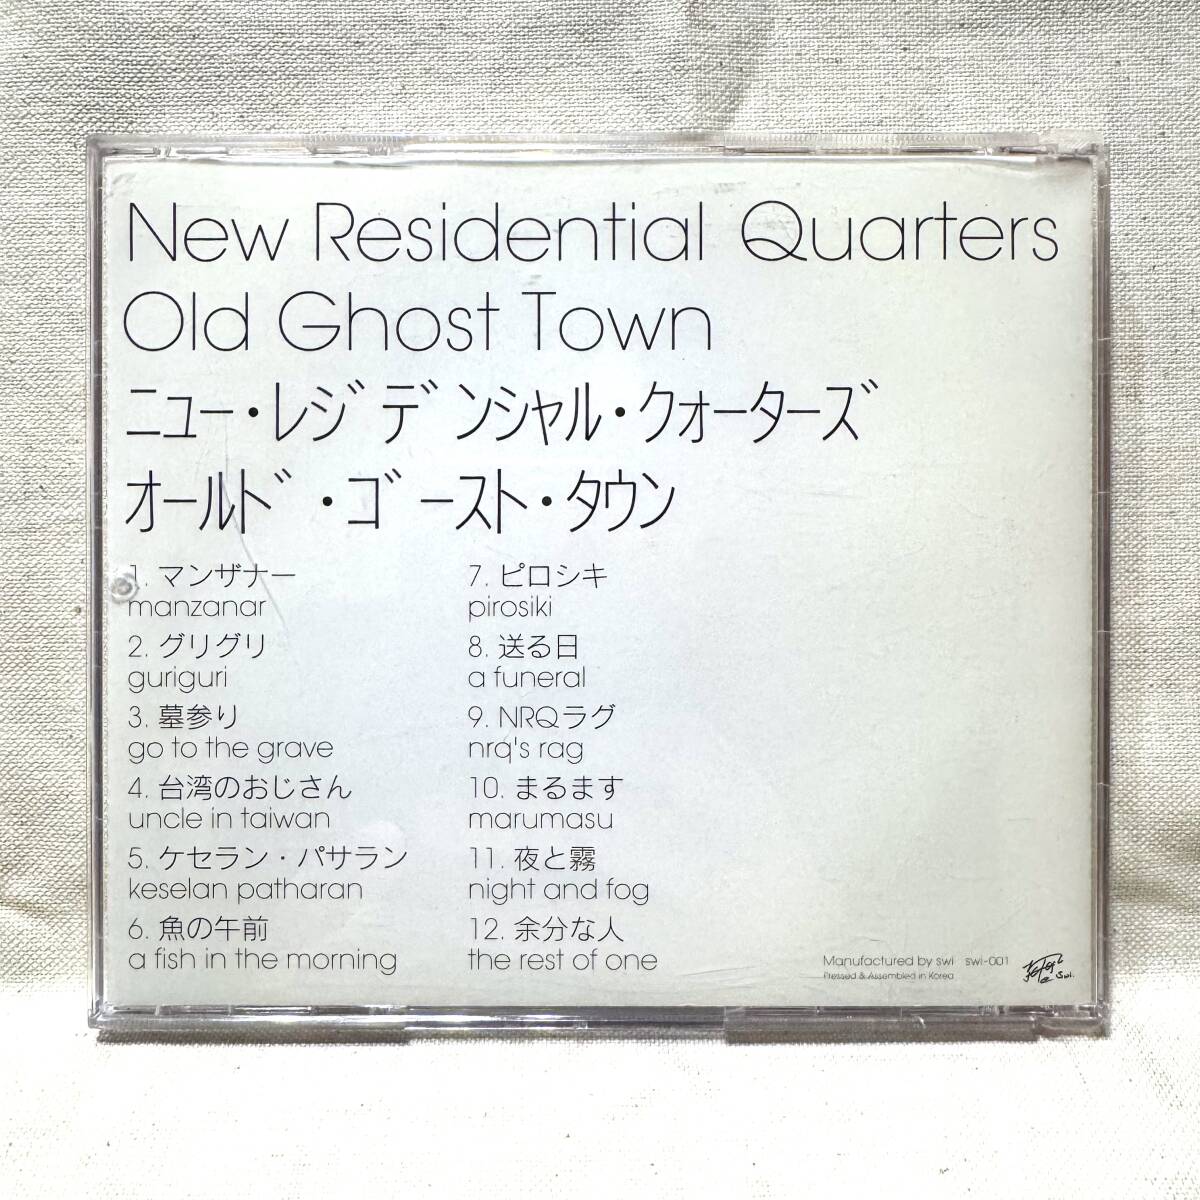 New Residential Quarters
Old Ghost Town
ニュー・レジデンシャル・クォーターズ
オールド・ゴースト・タウン
1. マンザナー
manzanar
2. グリグリ
guriguri
3. 墓参り
go to the grave
4. 台湾のおじさん
uncle in taiwan
5. ケセラン・パサラン
keselan patharan
6. 魚の午前
a fish in the morning
7. ピロシキ
pirosiki
8. 送る日
a funeral
9. NRQラグ
nrq's rag
10. まるます
marumasu
11. 夜と霧
night and fog
12. 余分な人
the rest of one
Manufactured by swi swi-001
Pressed & Assembled in Korea
swi.